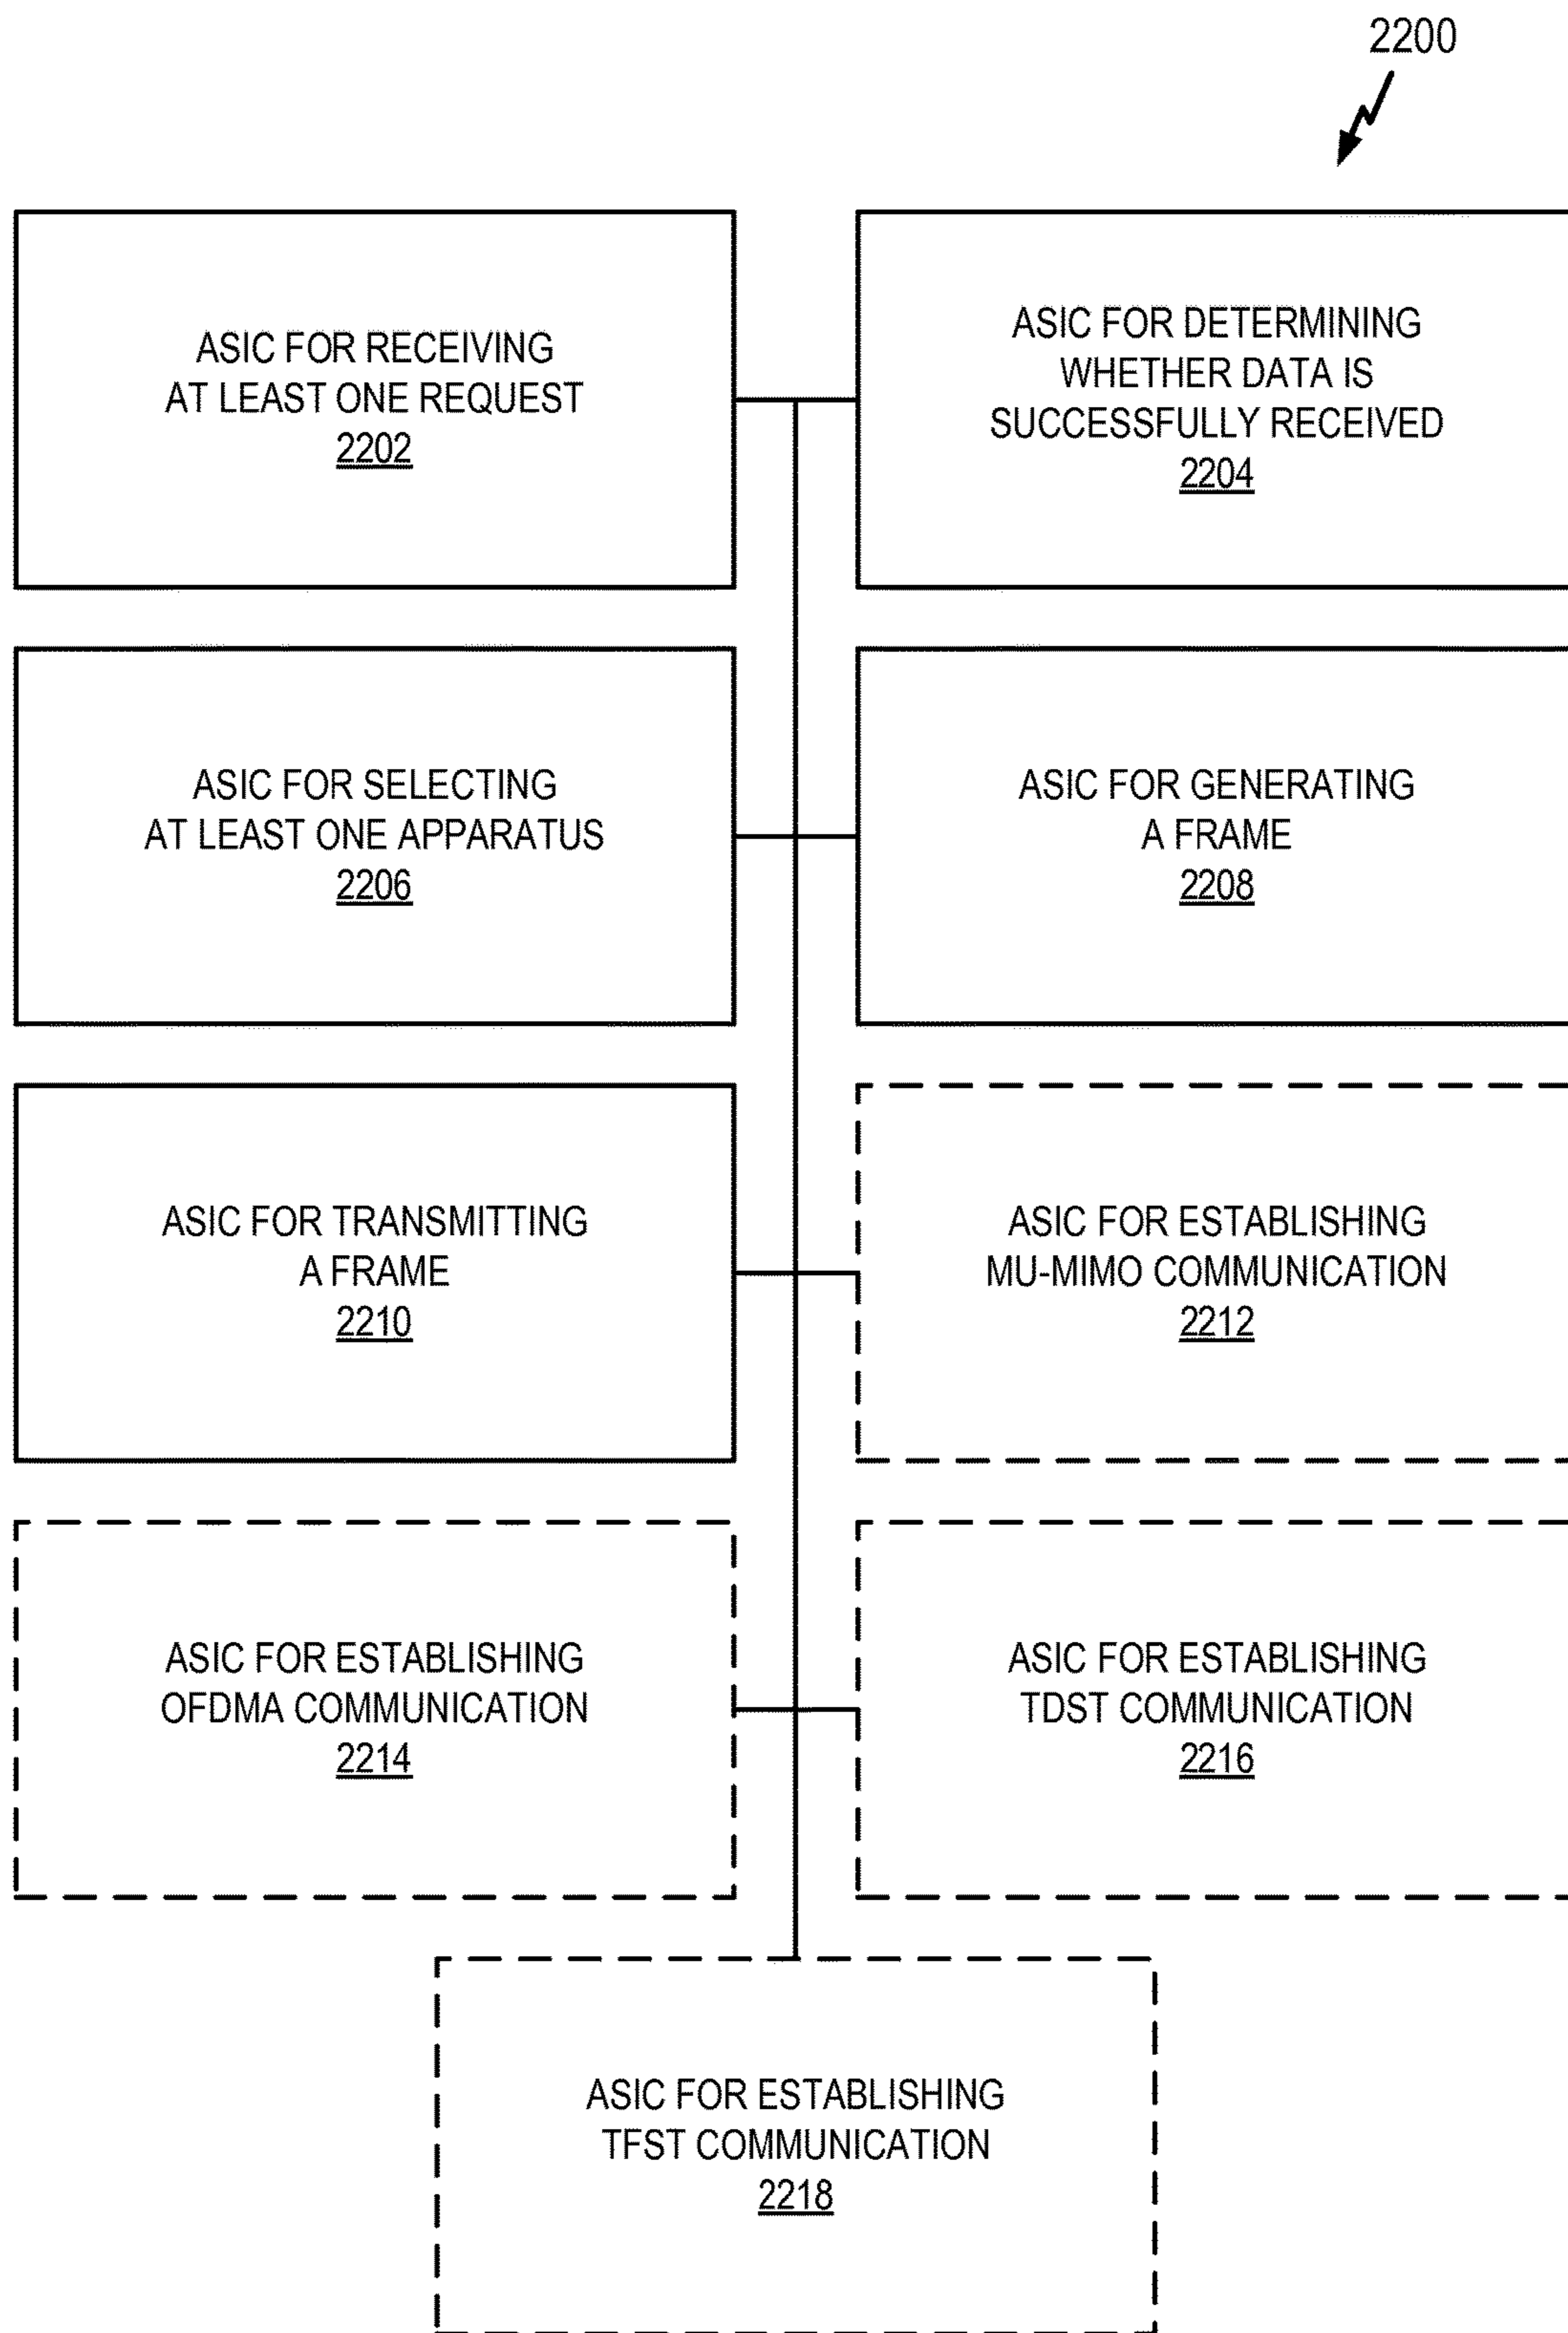 2200
ASIC FOR RECEIVING
AT LEAST ONE REQUEST
2202
ASIC FOR DETERMINING
WHETHER DATA IS
SUCCESSFULLY RECEIVED
2204
ASIC FOR SELECTING
AT LEAST ONE APPARATUS
2206
ASIC FOR GENERATING
A FRAME
2208
ASIC FOR TRANSMITTING
A FRAME
2210
ASIC FOR ESTABLISHING
MU-MIMO COMMUNICATION
2212
ASIC FOR ESTABLISHING
OFDMA COMMUNICATION
2214
ASIC FOR ESTABLISHING
TDST COMMUNICATION
2216
ASIC FOR ESTABLISHING
TFST COMMUNICATION
2218